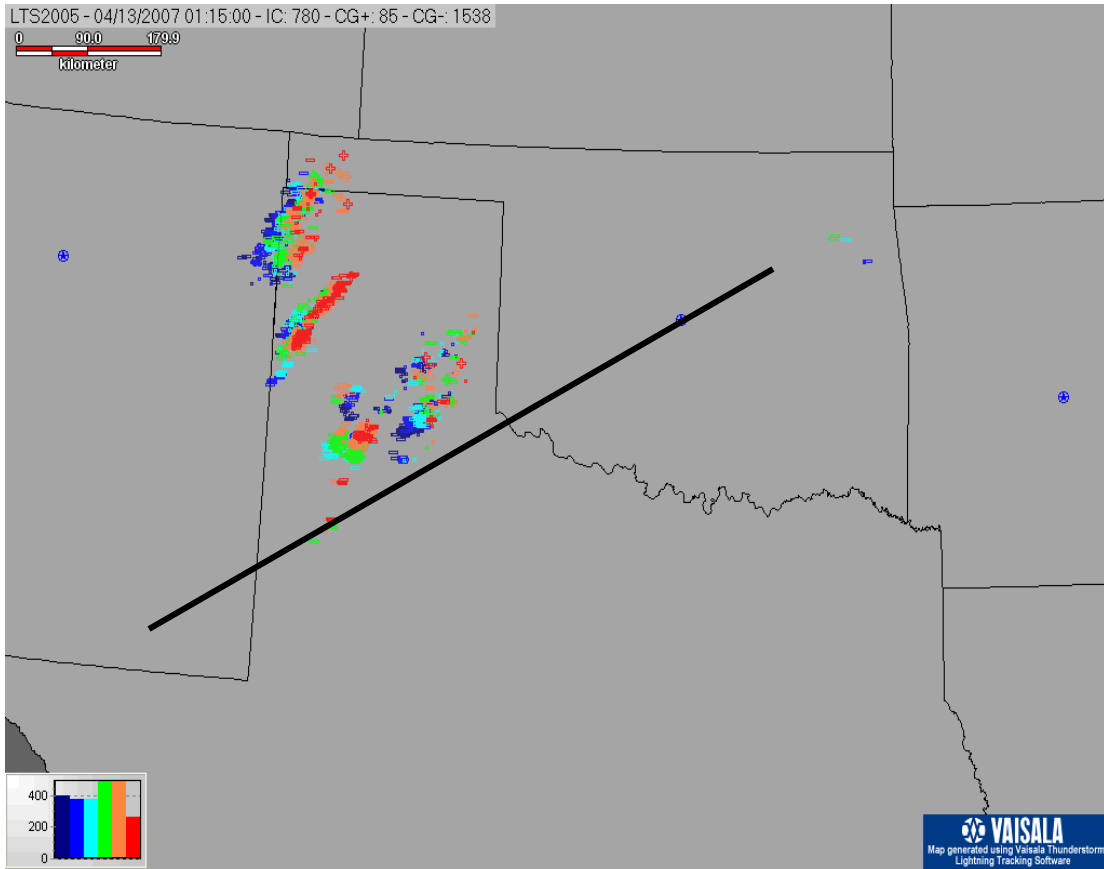 LTS2005 - 04/13/2007 01:15:00 - IC: 780 - CG+: 85 - CG-: 1538
0 90.0 179.9
kilometer
400
200
0
VAISALA
Map generated using Vaisala Thunderstorm
Lightning Tracking Software